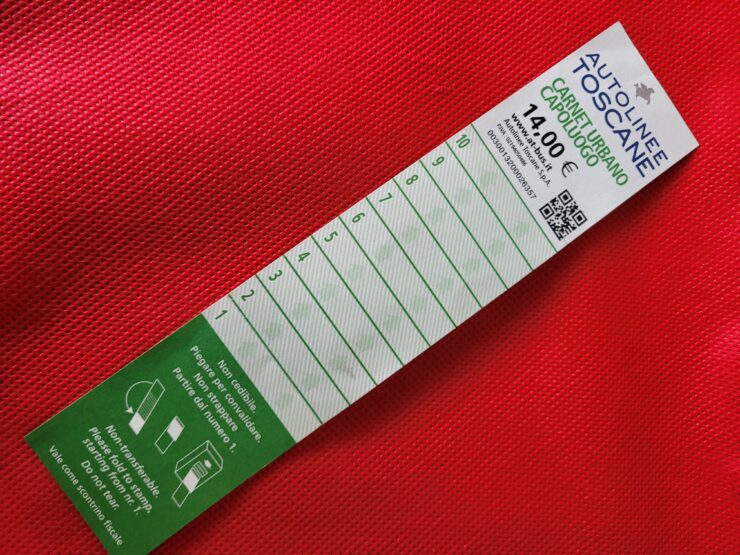 AUTOLINEE
TOSCANE
CARNET URBANO
CAPOLUOGO
14,00 €
www.at-bus.it
Autolinee Toscane S.p.A.
0030013200026357
10
9
8
7
6
5
4
3
2
1
Non cedibile.
Piegare per convalidare.
Non strappare
Partire dal numero 1.
Non-transferable.
Please fold to stamp,
starting from nr. 1.
Do not tear.
Vale come scontrino fiscale